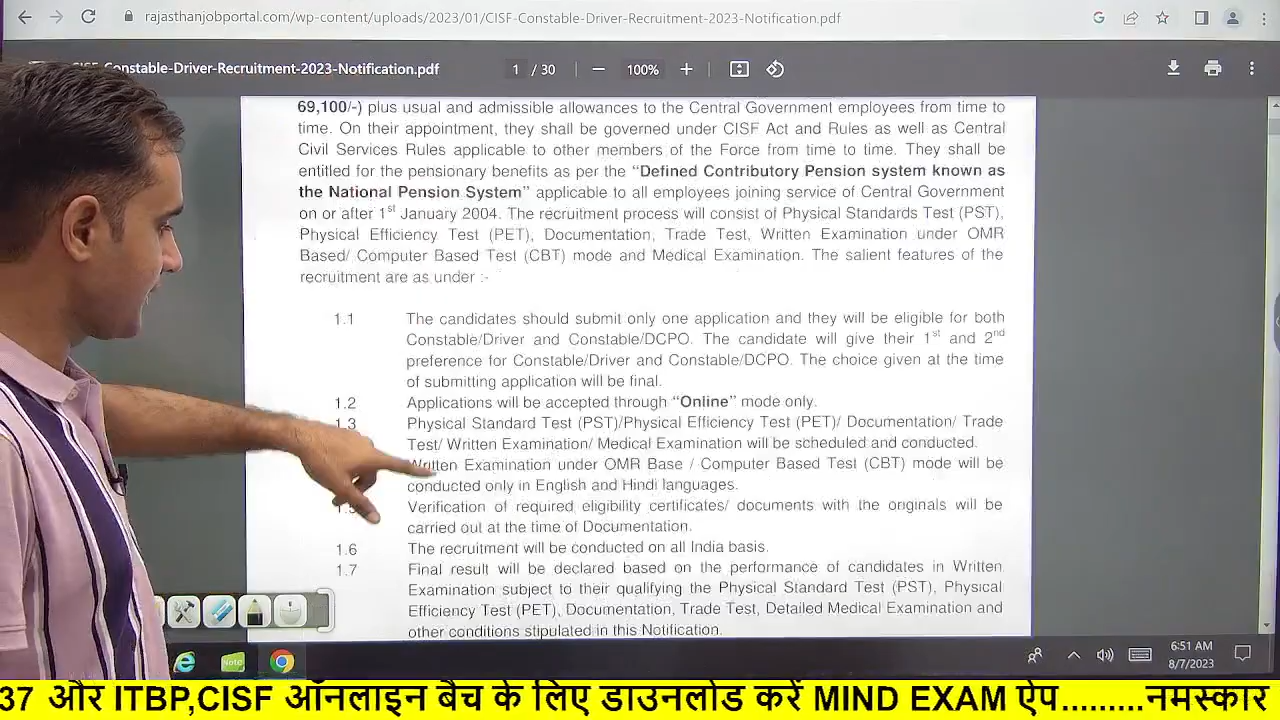 rajasthanjobportal.com/wp-content/uploads/2023/01/CISF-Constable-Driver-Recruitment-2023-Notification.pdf
CISF-Constable-Driver-Recruitment-2023-Notification.pdf
1 / 30
100%
69,100/-) plus usual and admissible allowances to the Central Government employees from time to
time. On their appointment, they shall be governed under CISF Act and Rules as well as Central
Civil Services Rules applicable to other members of the Force from time to time. They shall be
entitled for the pensionary benefits as per the “Defined Contributory Pension system known as
the National Pension System” applicable to all employees joining service of Central Government
on or after 1st January 2004. The recruitment process will consist of Physical Standards Test (PST),
Physical Efficiency Test (PET), Documentation, Trade Test, Written Examination under OMR
Based/ Computer Based Test (CBT) mode and Medical Examination. The salient features of the
recruitment are as under :-
1.1 The candidates should submit only one application and they will be eligible for both
Constable/Driver and Constable/DCPO. The candidate will give their 1st and 2nd
preference for Constable/Driver and Constable/DCPO. The choice given at the time
of submitting application will be final.
1.2 Applications will be accepted through “Online” mode only.
1.3 Physical Standard Test (PST)/Physical Efficiency Test (PET)/ Documentation/ Trade
Test/ Written Examination/ Medical Examination will be scheduled and conducted.
Written Examination under OMR Base / Computer Based Test (CBT) mode will be
conducted only in English and Hindi languages.
Verification of required eligibility certificates/ documents with the originals will be
carried out at the time of Documentation.
1.6 The recruitment will be conducted on all India basis.
1.7 Final result will be declared based on the performance of candidates in Written
Examination subject to their qualifying the Physical Standard Test (PST), Physical
Efficiency Test (PET), Documentation, Trade Test, Detailed Medical Examination and
other conditions stipulated in this Notification.
Note
6:51 AM
8/7/2023
37 और ITBP,CISF ऑनलाइन बैच के लिए डाउनलोड करें MIND EXAM ऐप.........नमस्कार